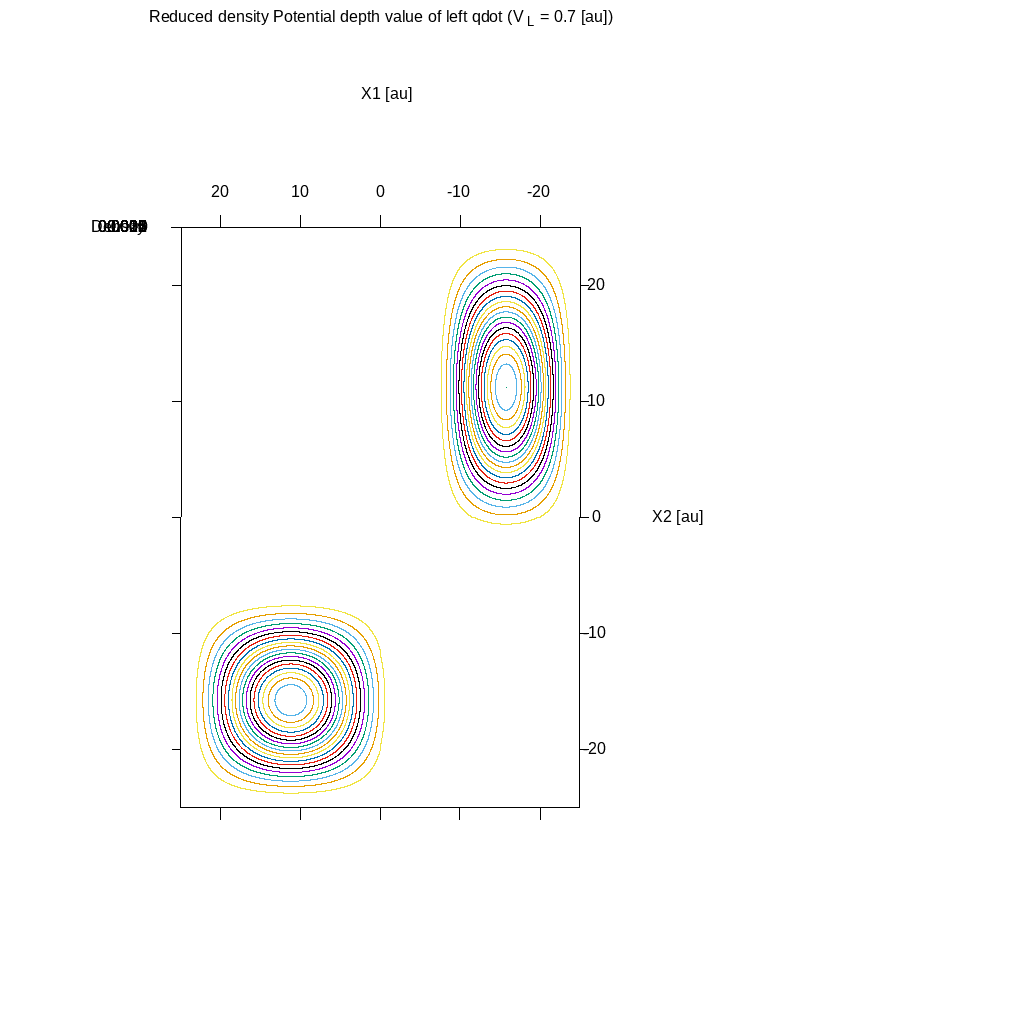 Reduced density Potential depth value of left qdot (V L = 0.7 [au])
X1 [au]
20 10 0 -10 -20
20
10
0 X2 [au]
-10
-20